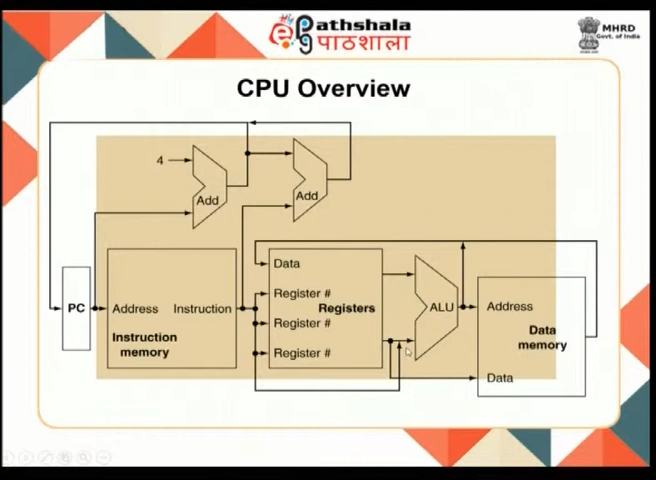 ePathshala
पाठशाला
MHRD
Govt. of India
CPU Overview
4
Add
Add
Data
PC
Address
Instruction
Register #
Registers
ALU
Address
Register #
Instruction
memory
Data
memory
Register #
Data